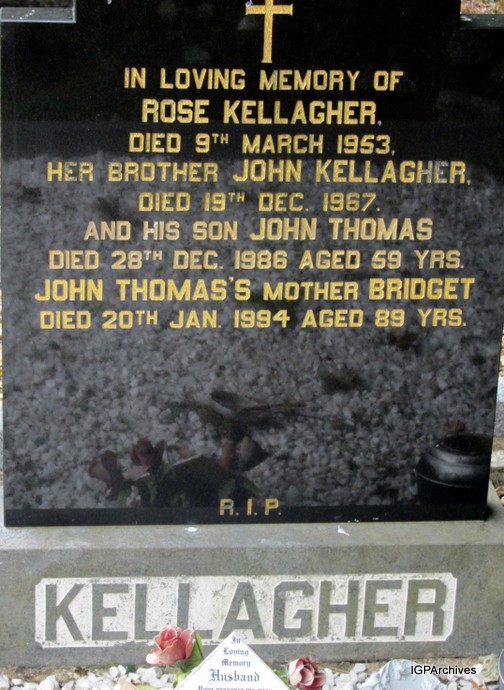 IN LOVING MEMORY OF
ROSE KELLAGHER,
DIED 9TH MARCH 1953,
HER BROTHER JOHN KELLAGHER,
DIED 19TH DEC. 1967.
AND HIS SON JOHN THOMAS
DIED 28TH DEC. 1986 AGED 59 YRS.
JOHN THOMAS'S MOTHER BRIDGET
DIED 20TH JAN. 1994 AGED 89 YRS.
R. I. P.
KELLAGHER
In
Loving
Memory
Husband
IGPArchives